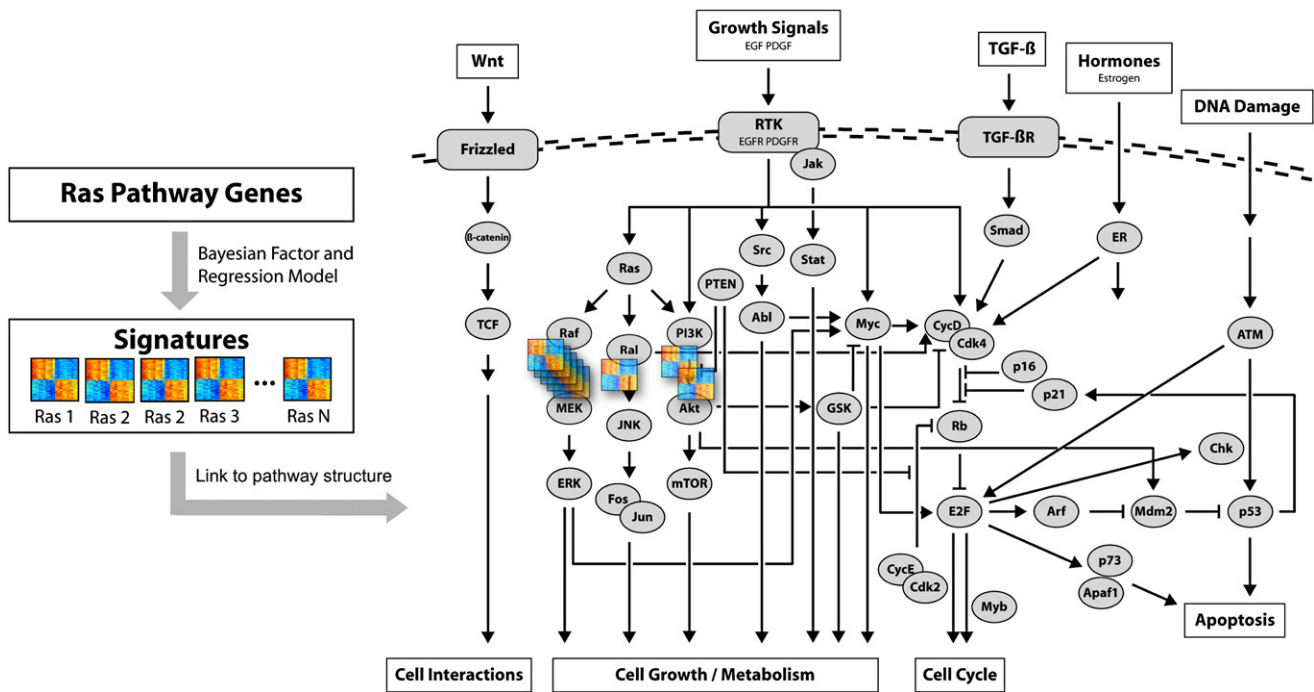 Growth Signals
EGF PDGF
Wnt
TGF-ß
Hormones
Estrogen
DNA Damage
RTK
EGFR PDGFR
Frizzled
TGF-ßR
Jak
Ras Pathway Genes
Bayesian Factor and
Regression Model
Signatures
Ras 1 Ras 2 Ras 2 Ras 3 ... Ras N
Link to pathway structure
ß-catenin
Src
Smad
ER
Ras
Stat
PTEN
TCF
Raf
PI3K
Abl
Myc
CycD
Cdk4
ATM
Ral
p16
p21
MEK
Akt
GSK
JNK
Rb
Chk
ERK
mTOR
Fos
Jun
E2F
Arf
Mdm2
p53
CycE
Cdk2
p73
Apaf1
Myb
Apoptosis
Cell Interactions
Cell Growth / Metabolism
Cell Cycle